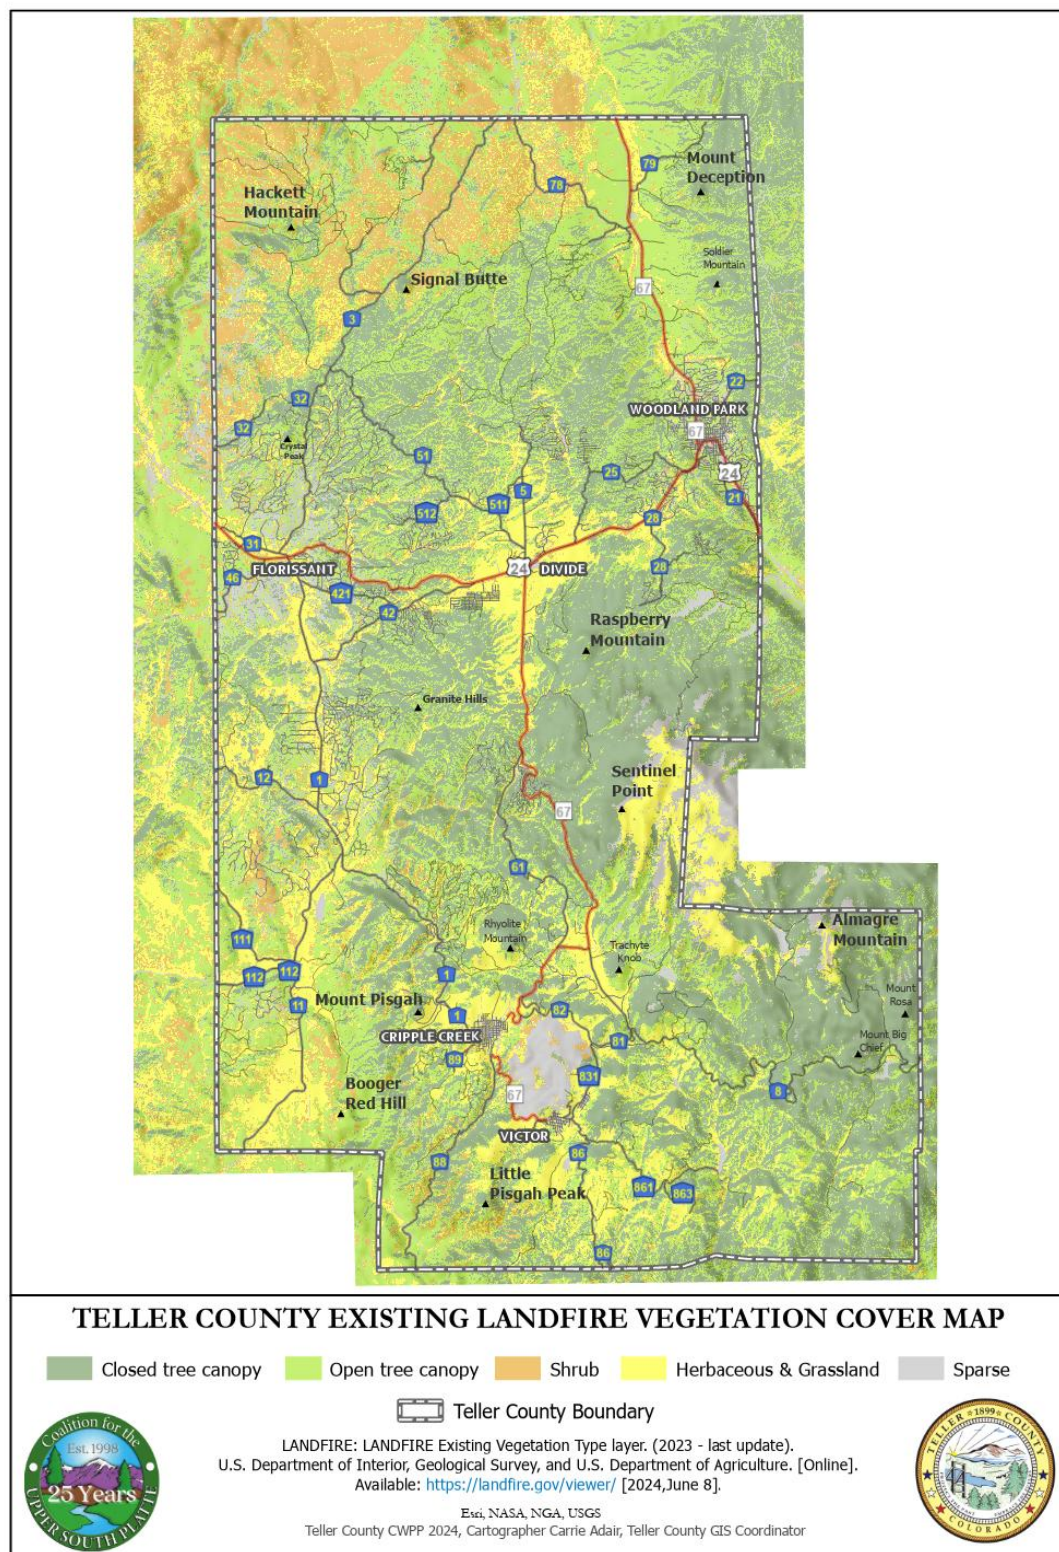 79
Mount
Deception
78
Hackett
Mountain
Soldier
Mountain
Signal Butte
67
3
22
32
WOODLAND PARK
32
67
Crystal
Peak
51
25
24
5
21
511
512
28
31
FLORISSANT
24
DIVIDE
28
46
421
42
Raspberry
Mountain
Granite Hills
Sentinel
Point
12
1
67
61
Almagre
Mountain
Rhyolite
Mountain
111
Trachyte
Knob
112
112
1
Mount
Rosa
Mount Pisgah
11
82
1
CRIPPLE CREEK
81
Mount Big
Chief
89
831
Booger
Red Hill
67
8
VICTOR
86
88
Little
Pisgah Peak
861
863
86
TELLER COUNTY EXISTING LANDFIRE VEGETATION COVER MAP
Closed tree canopy
Open tree canopy
Shrub
Herbaceous & Grassland
Sparse
Teller County Boundary
LANDFIRE: LANDFIRE Existing Vegetation Type layer. (2023 - last update).
U.S. Department of Interior, Geological Survey, and U.S. Department of Agriculture. [Online].
Available: https://landfire.gov/viewer/ [2024,June 8].
Esri, NASA, NGA, USGS
Teller County CWPP 2024, Cartographer Carrie Adair, Teller County GIS Coordinator
Coalition for the
Est. 1998
25 Years
UPPER SOUTH PLATTE
TELLER 1899 COUNTY
COLORADO